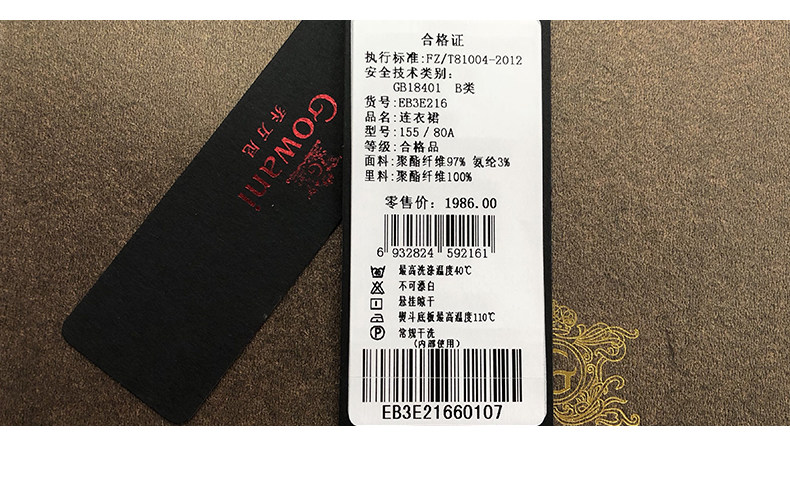 Gowani
乔万尼
合格证
执行标准:FZ/T81004-2012
安全技术类别:
GB18401 B类
货号:EB3E216
品名:连衣裙
型号:155/80A
等级:合格品
面料:聚酯纤维97% 氨纶3%
里料:聚酯纤维100%
零售价: 1986.00
6 932824 592161
最高洗涤温度40℃
不可漂白
悬挂晾干
熨斗底板最高温度110℃
P 常规干洗
(内部使用)
EB3E21660107